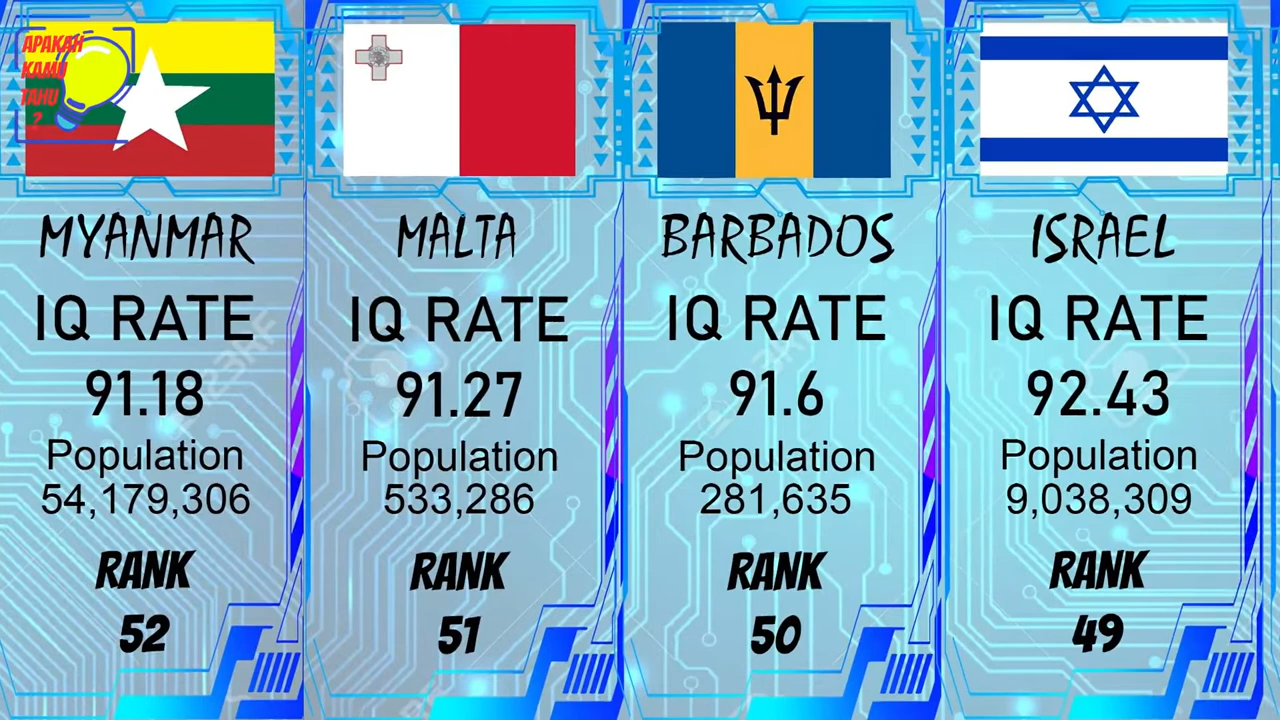 APAKAH
KAMU
TAHU
?
MYANMAR
IQ RATE
91.18
Population
54,179,306
RANK
52
MALTA
IQ RATE
91.27
Population
533,286
RANK
51
BARBADOS
IQ RATE
91.6
Population
281,635
RANK
50
ISRAEL
IQ RATE
92.43
Population
9,038,309
RANK
49